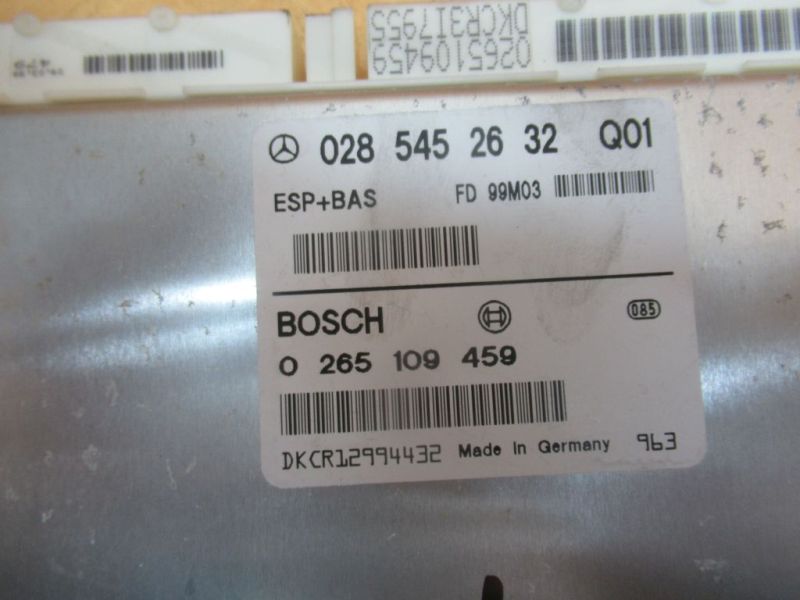 DKCR3I7955
0265109459
028 545 26 32 Q01
ESP+BAS FD 99M03
BOSCH 085
0 265 109 459
DKCR12994432 Made in Germany 963